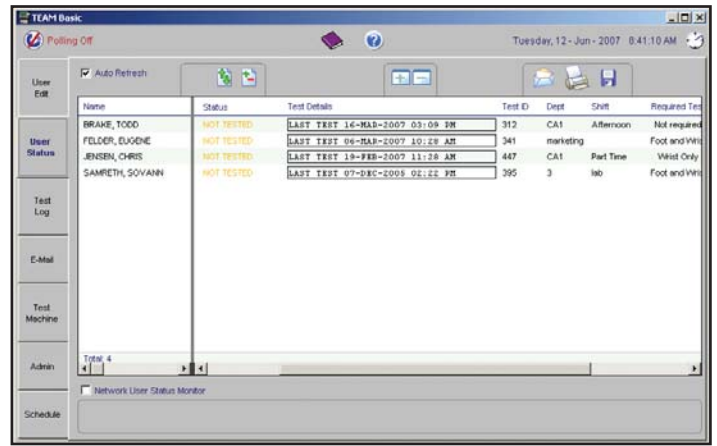 TEAM Basic
Polling Off
Tuesday, 12 - Jun - 2007 8:41:10 AM
User Edit
User Status
Test Log
E-Mail
Test Machine
Admin
Schedule
Auto Refresh
Name Status Test Details Test ID Dept Shift Required Tes
BRAKE, TODD NOT TESTED LAST TEST 16-MAR-2007 03:09 PM 312 CA1 Afternoon Not required
FELDER, EUGENE NOT TESTED LAST TEST 06-MAR-2007 10:28 AM 341 marketing Foot and Wris
JENSEN, CHRIS NOT TESTED LAST TEST 19-FEB-2007 11:28 AM 447 CA1 Part Time Wrist Only
SAMRETH, SOVANN NOT TESTED LAST TEST 07-DEC-2005 02:22 PM 395 3 lab Foot and Wris
Total: 4
Network User Status Monitor